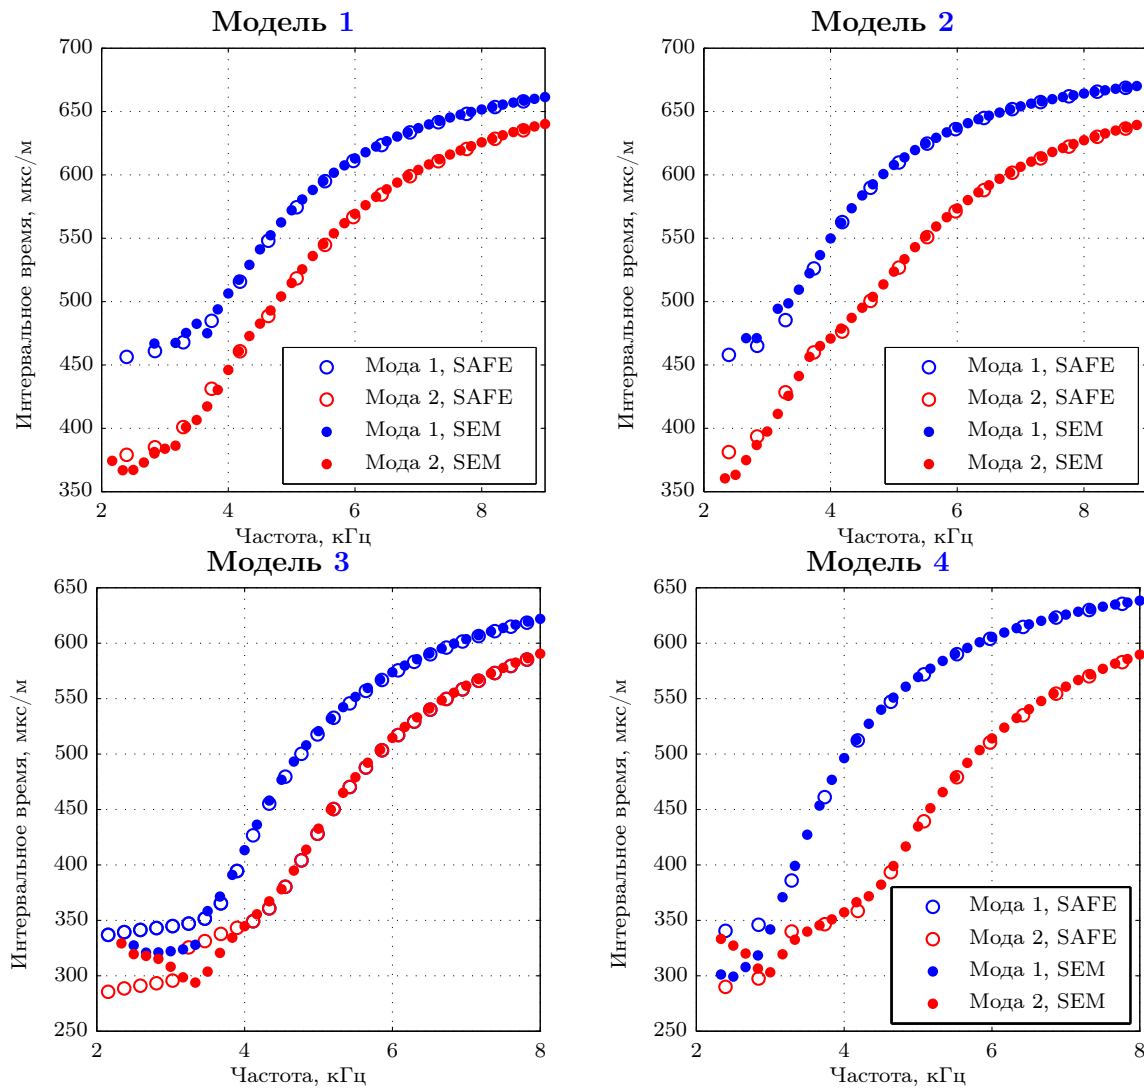 Модель 1
700
650
600
550
500
450
400
350
2
4
6
8
Интервальное время, мкс/м
Частота, кГц
Мода 1, SAFE
Мода 2, SAFE
Мода 1, SEM
Мода 2, SEM
Модель 2
700
650
600
550
500
450
400
350
2
4
6
8
Интервальное время, мкс/м
Частота, кГц
Мода 1, SAFE
Мода 2, SAFE
Мода 1, SEM
Мода 2, SEM
Модель 3
650
600
550
500
450
400
350
300
250
2
4
6
8
Интервальное время, мкс/м
Частота, кГц
Модель 4
650
600
550
500
450
400
350
300
250
2
4
6
8
Интервальное время, мкс/м
Частота, кГц
Мода 1, SAFE
Мода 2, SAFE
Мода 1, SEM
Мода 2, SEM